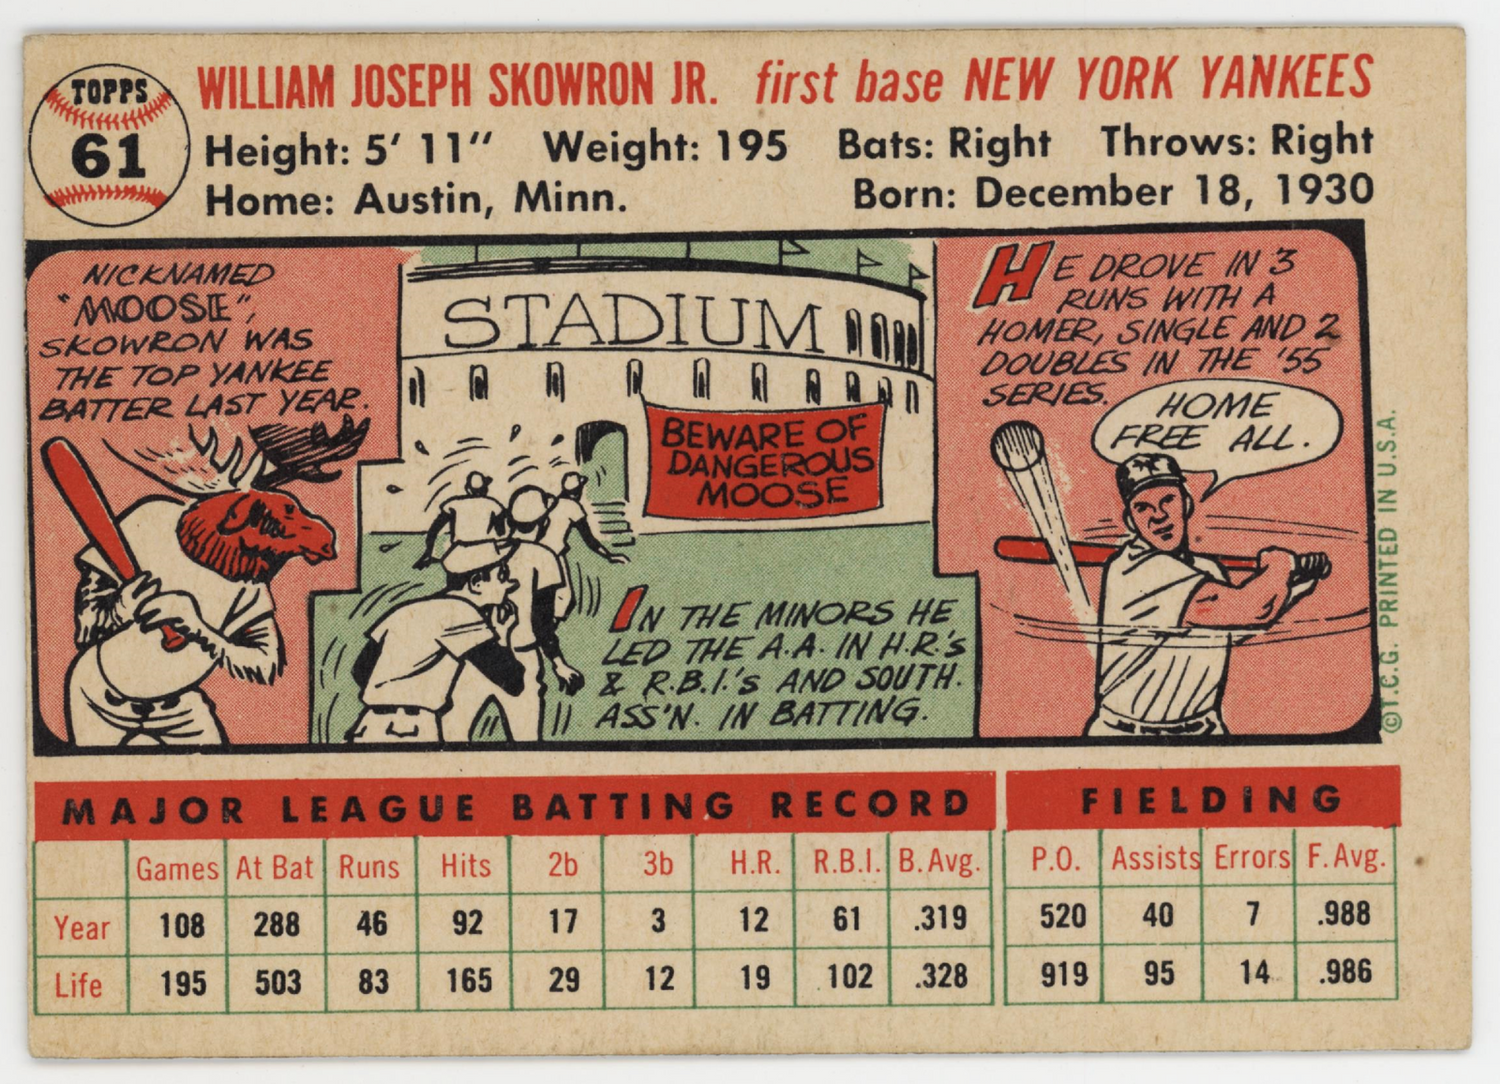 TOPPS
61
WILLIAM JOSEPH SKOWRON JR. first base NEW YORK YANKEES
Height: 5' 11" Weight: 195 Bats: Right Throws: Right
Home: Austin, Minn. Born: December 18, 1930
NICKNAMED
"MOOSE",
SKOWRON WAS
THE TOP YANKEE
BATTER LAST YEAR.
STADIUM
BEWARE OF
DANGEROUS
MOOSE
IN THE MINORS HE
LED THE A.A. IN H.R.'s
& R.B.I.'s AND SOUTH.
ASS'N. IN BATTING.
HE DROVE IN 3
RUNS WITH A
HOMER, SINGLE AND 2
DOUBLES IN THE '55
SERIES.
HOME
FREE ALL.
©T.C.G. PRINTED IN U.S.A.
MAJOR LEAGUE BATTING RECORD FIELDING
Games At Bat Runs Hits 2b 3b H.R. R.B.I. B. Avg. P.O. Assists Errors F. Avg.
Year 108 288 46 92 17 3 12 61 .319 520 40 7 .988
Life 195 503 83 165 29 12 19 102 .328 919 95 14 .986